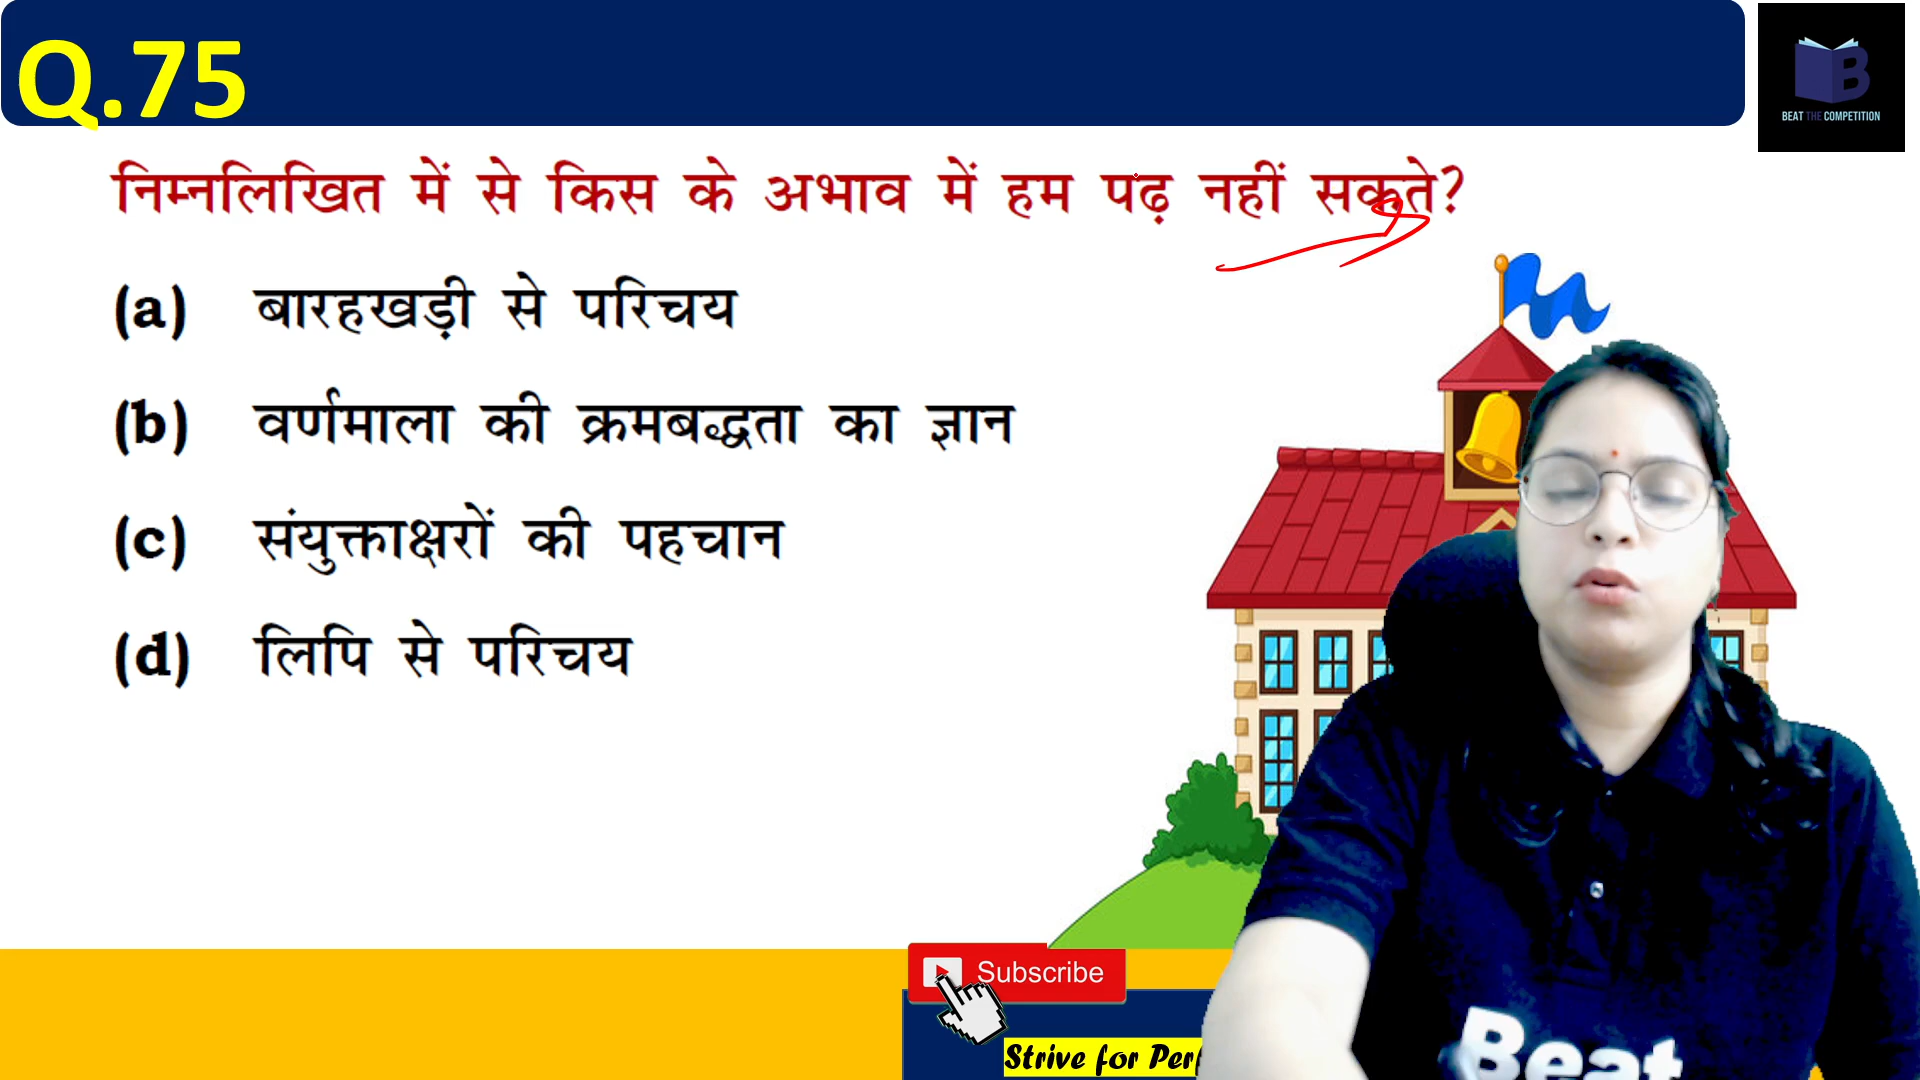 Q.75
BEAT THE COMPETITION
निम्नलिखित में से किस के अभाव में हम पढ़ नहीं सकते?
(a) बारहखड़ी से परिचय
(b) वर्णमाला की क्रमबद्धता का ज्ञान
(c) संयुक्ताक्षरों की पहचान
(d) लिपि से परिचय
Subscribe
Strive for
Beat